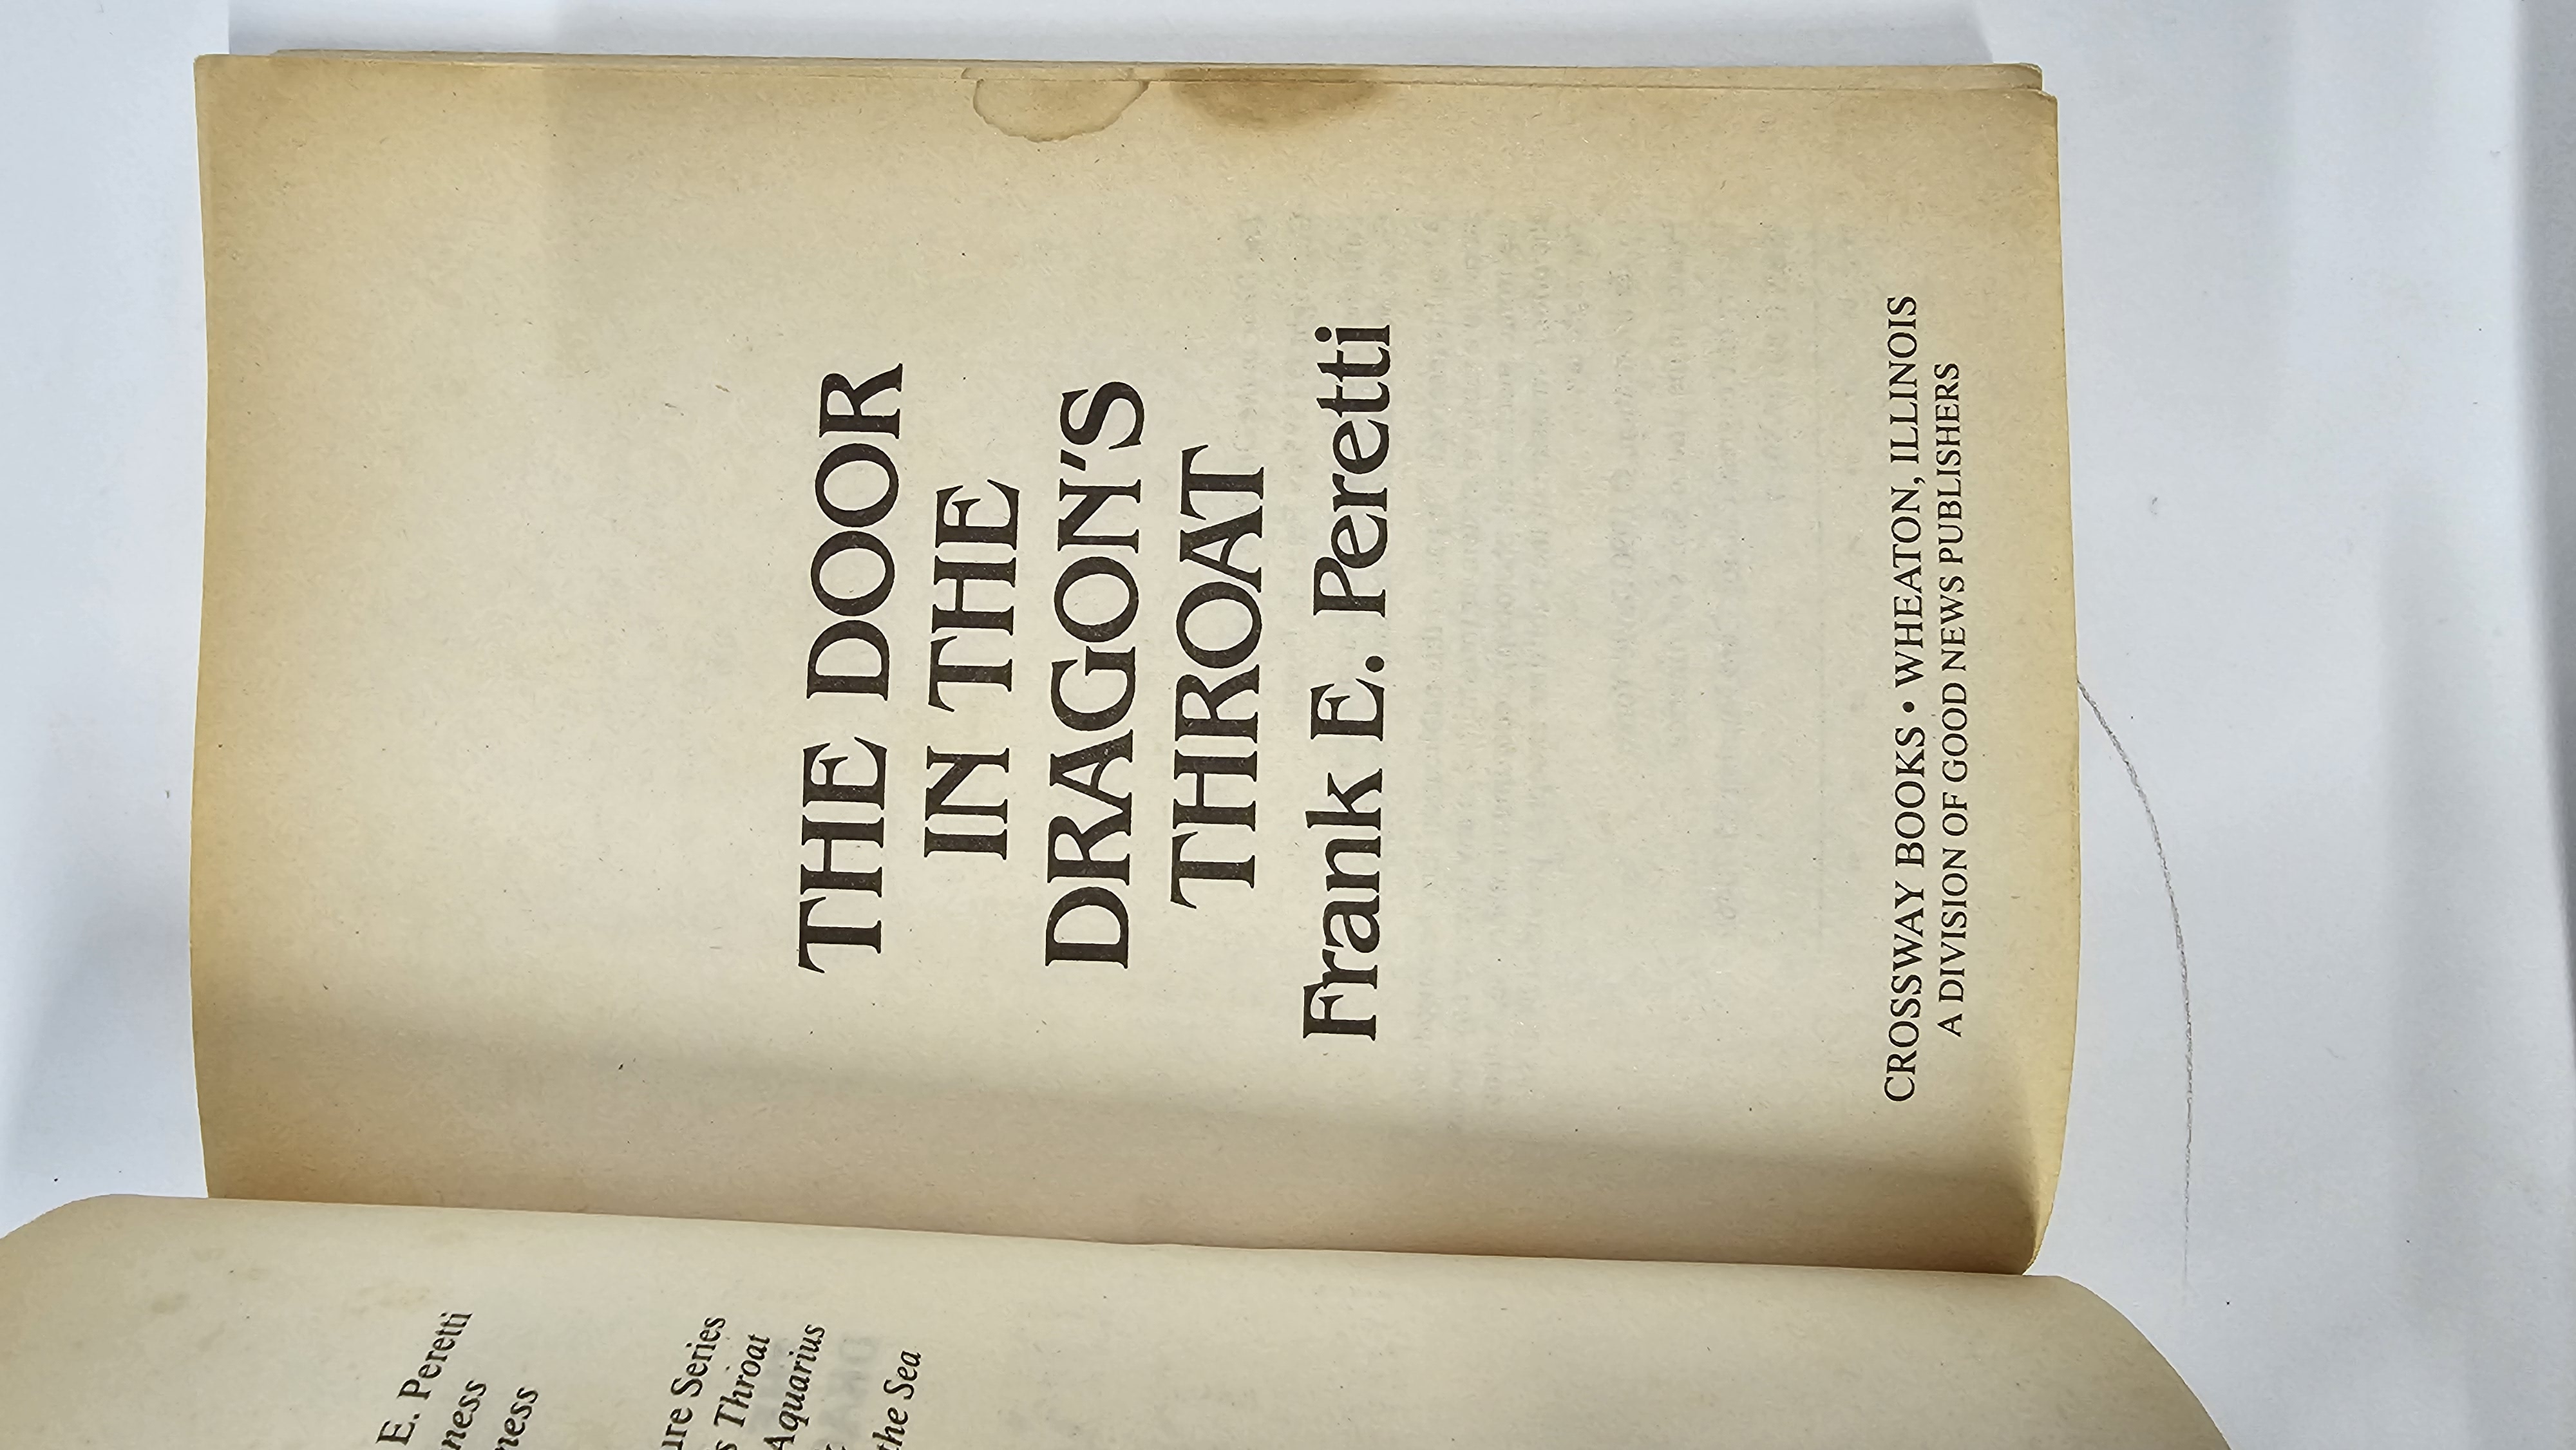 E. Peretti
ness
ness
ure Series
s Throat
Aquarius
the Sea
THE DOOR
IN THE
DRAGON'S
THROAT
Frank E. Peretti
CROSSWAY BOOKS • WHEATON, ILLINOIS
A DIVISION OF GOOD NEWS PUBLISHERS